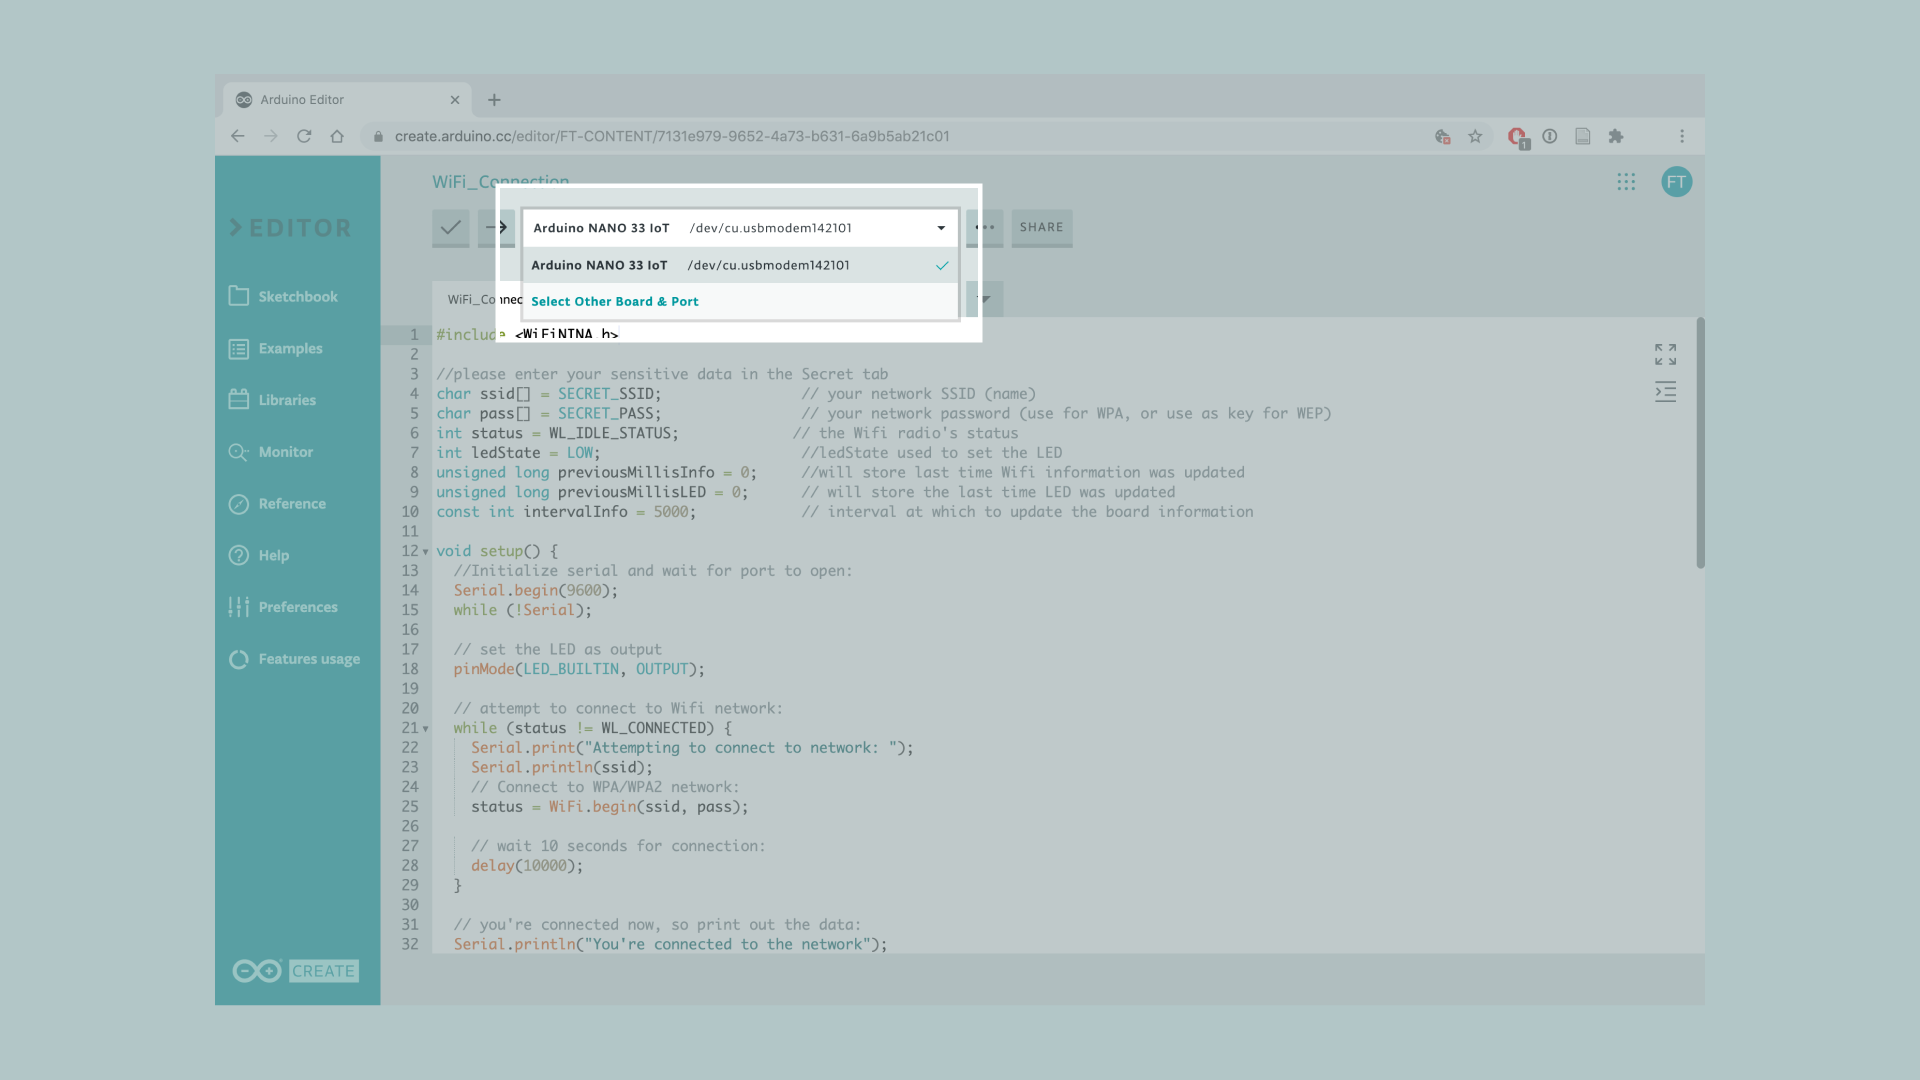 Arduino Editor
create.arduino.cc/editor/FT-CONTENT/7131e979-9652-4a73-b631-6a9b5ab21c01
1
WiFi_Connection
FT
EDITOR
Arduino NANO 33 IoT /dev/cu.usbmodem142101
SHARE
Arduino NANO 33 IoT /dev/cu.usbmodem142101
Select Other Board & Port
WiFi_Connec
Sketchbook
Examples
Libraries
Monitor
Reference
Help
Preferences
Features usage
CREATE
1 #include <WiFiNINA.h>
2
3 //please enter your sensitive data in the Secret tab
4 char ssid[] = SECRET_SSID; // your network SSID (name)
5 char pass[] = SECRET_PASS; // your network password (use for WPA, or use as key for WEP)
6 int status = WL_IDLE_STATUS; // the Wifi radio's status
7 int ledState = LOW; //ledState used to set the LED
8 unsigned long previousMillisInfo = 0; //will store last time Wifi information was updated
9 unsigned long previousMillisLED = 0; // will store the last time LED was updated
10 const int intervalInfo = 5000; // interval at which to update the board information
11
12 void setup() {
13 //Initialize serial and wait for port to open:
14 Serial.begin(9600);
15 while (!Serial);
16
17 // set the LED as output
18 pinMode(LED_BUILTIN, OUTPUT);
19
20 // attempt to connect to Wifi network:
21 while (status != WL_CONNECTED) {
22 Serial.print("Attempting to connect to network: ");
23 Serial.println(ssid);
24 // Connect to WPA/WPA2 network:
25 status = WiFi.begin(ssid, pass);
26
27 // wait 10 seconds for connection:
28 delay(10000);
29 }
30
31 // you're connected now, so print out the data:
32 Serial.println("You're connected to the network");